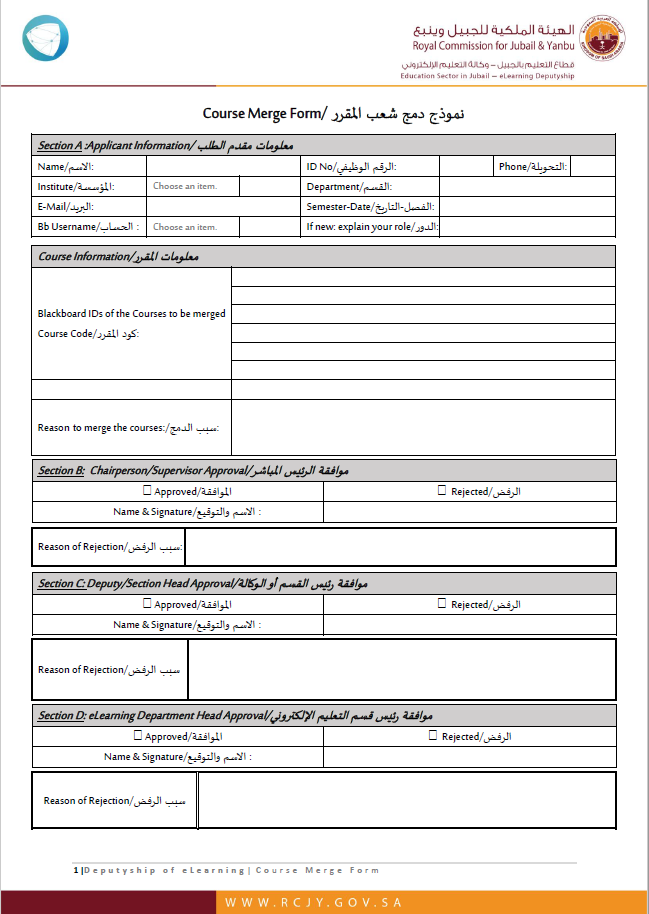 الهيئة الملكية للجبيل وينبع
Royal Commission for Jubail & Yanbu
قطاع التعليم بالجبيل – وكالة التعليم الإلكتروني
Education Sector in Jubail – eLearning Deputyship
Course Merge Form/ نموذج دمج شعب المقرر
Section A :Applicant Information/ معلومات مقدم الطلب
Name/الاسم: ID No/الرقم الوظيفي: Phone/التحويلة:
Institute/المؤسسة: Choose an item. Department/القسم:
E-Mail/البريد: Semester-Date/الفصل-التاريخ:
Bb Username/الحساب : Choose an item. If new: explain your role/الدور:
Course Information/معلومات المقرر
Blackboard IDs of the Courses to be merged
Course Code/كود المقرر:
Reason to merge the courses:/سبب الدمج:
Section B: Chairperson/Supervisor Approval/موافقة الرئيس المباشر
☐ Approved/الموافقة ☐ Rejected/الرفض
Name & Signature/الاسم والتوقيع :
Reason of Rejection/سبب الرفض:
Section C: Deputy/Section Head Approval/موافقة رئيس القسم أو الوكالة
☐ Approved/الموافقة ☐ Rejected/الرفض
Name & Signature/الاسم والتوقيع :
Reason of Rejection/سبب الرفض
Section D: eLearning Department Head Approval/موافقة رئيس قسم التعليم الإلكتروني
☐ Approved/الموافقة ☐ Rejected/الرفض
Name & Signature/الاسم والتوقيع :
Reason of Rejection/سبب الرفض
1|Deputyship of eLearning| Course Merge Form
WWW.RCJY.GOV.SA